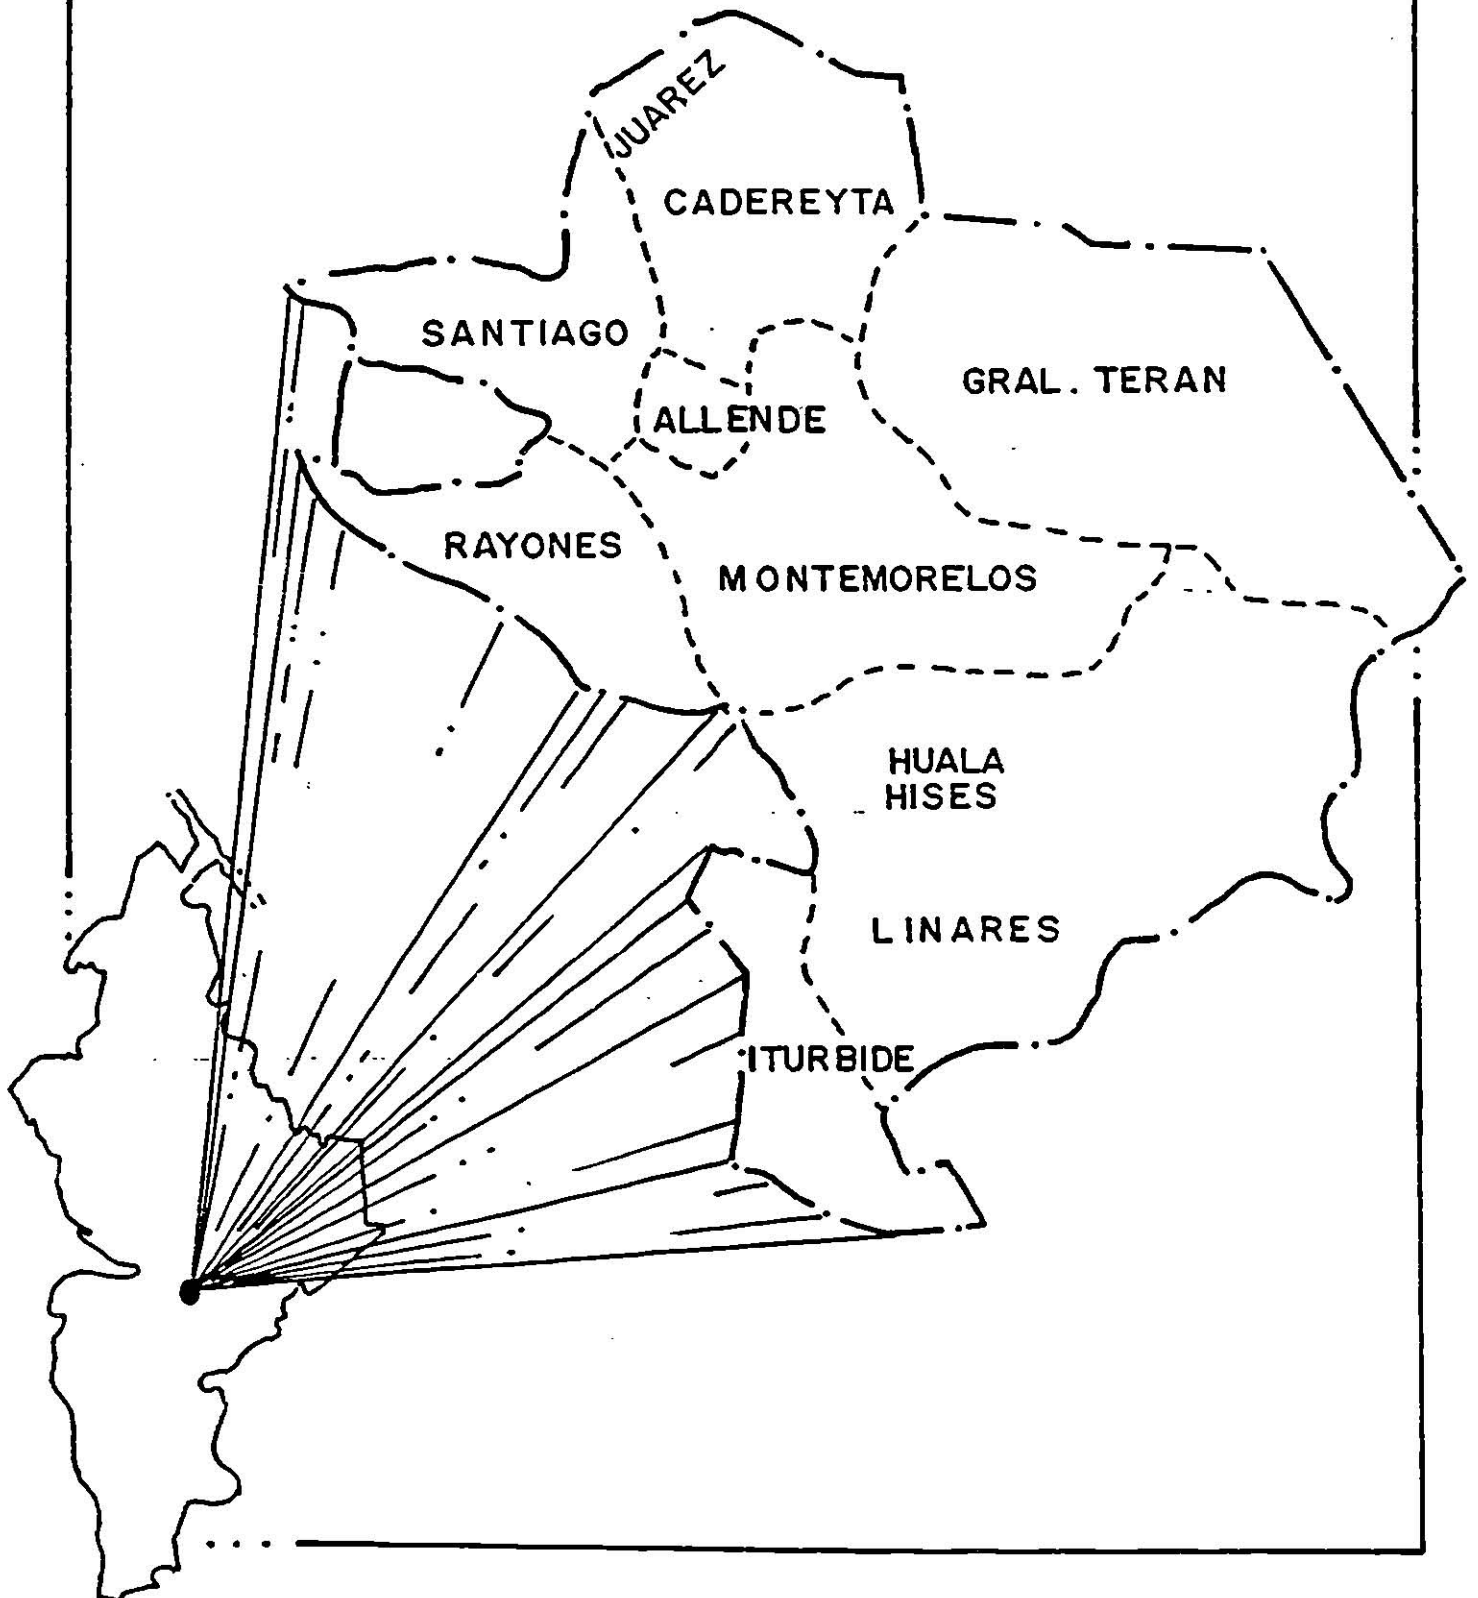 JUAREZ
CADEREYTA
SANTIAGO
GRAL. TERAN
ALLENDE
RAYONES
MONTEMORELOS
HUALA
HISES
LINARES
ITURBIDE